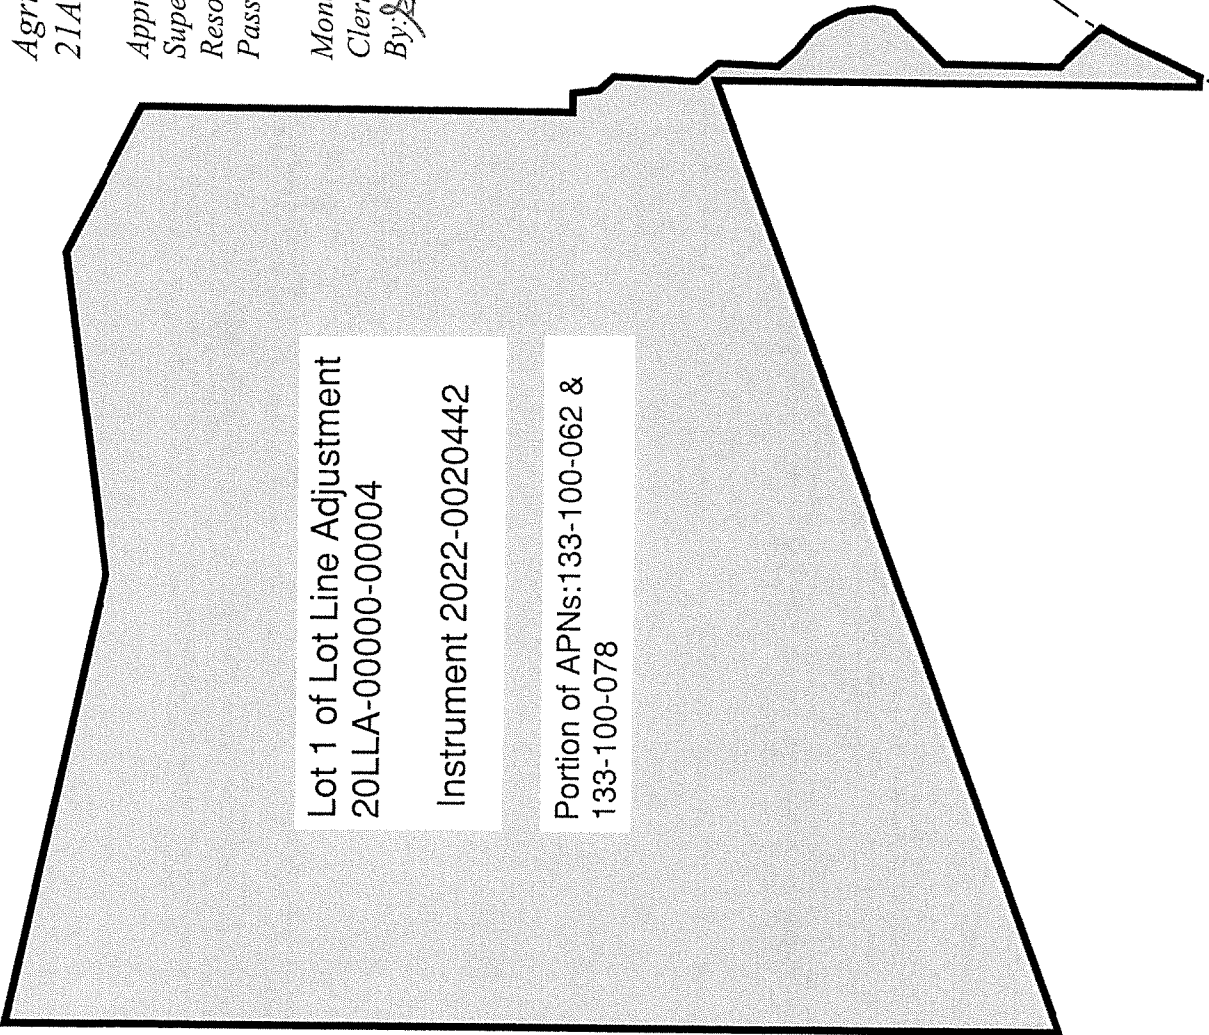 Agri
21A
Appr
Supe
Reso
Pass
Mon
Cler
By:
Lot 1 of Lot Line Adjustment
20LLA-00000-00004
Instrument 2022-0020442
Portion of APNs:133-100-062 &
133-100-078